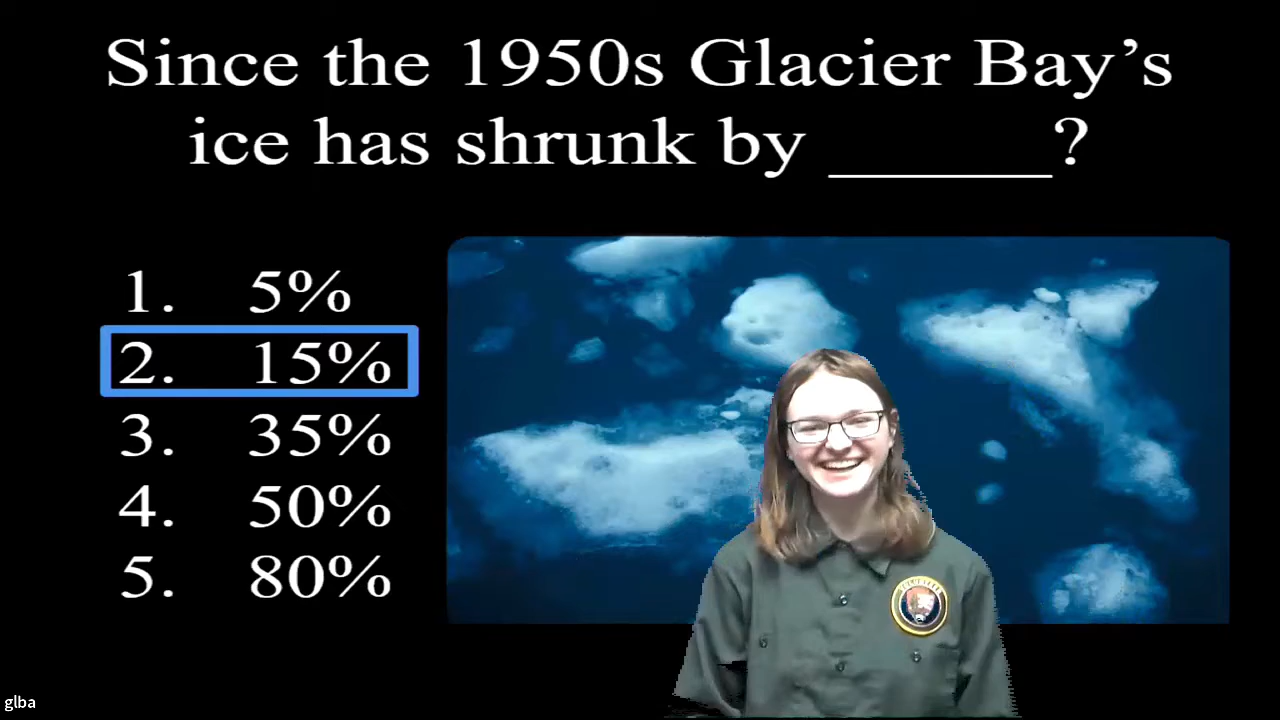 Since the 1950s Glacier Bay’s
ice has shrunk by ______?
1. 5%
2. 15%
3. 35%
4. 50%
5. 80%
VOLUNTEER
glba